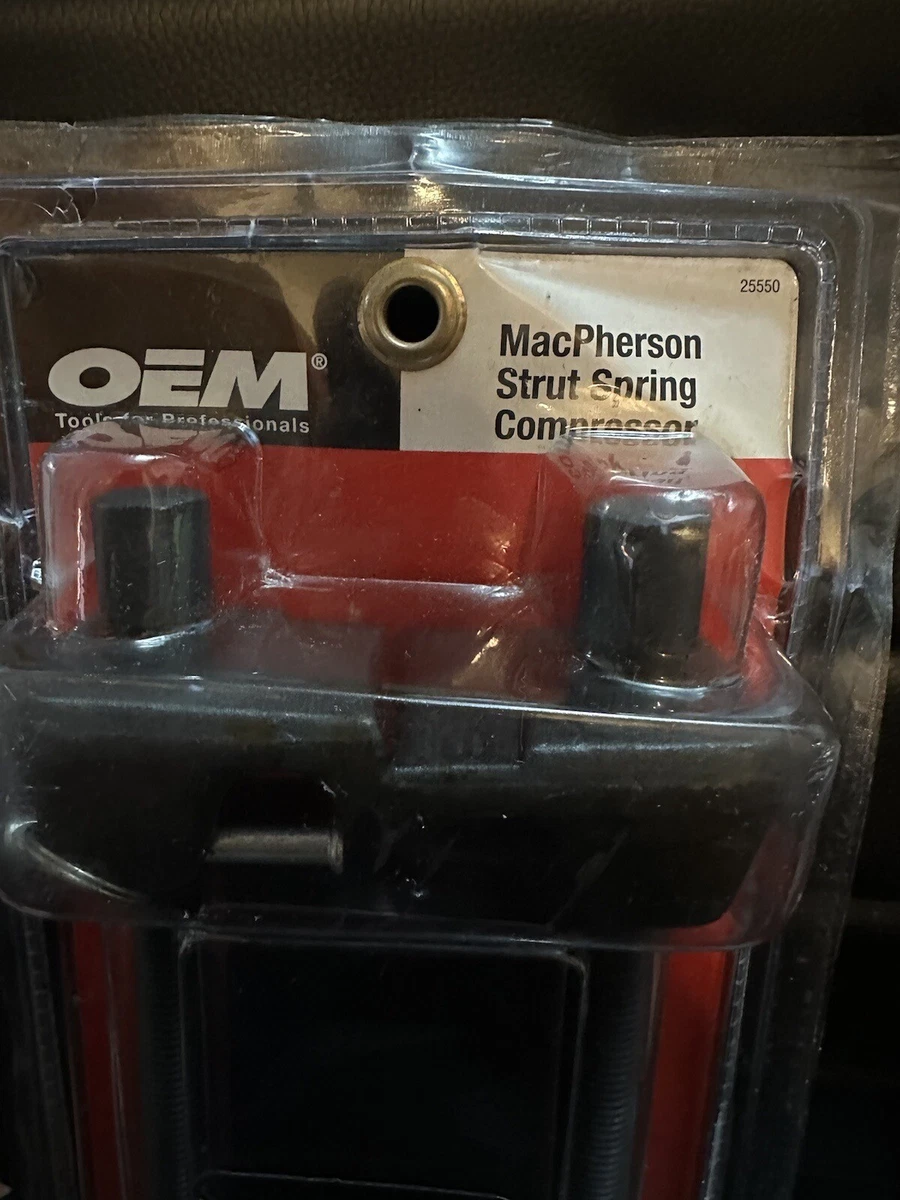 25550
MacPherson
Strut Spring
Compressor
OEM®
Tools for Professionals